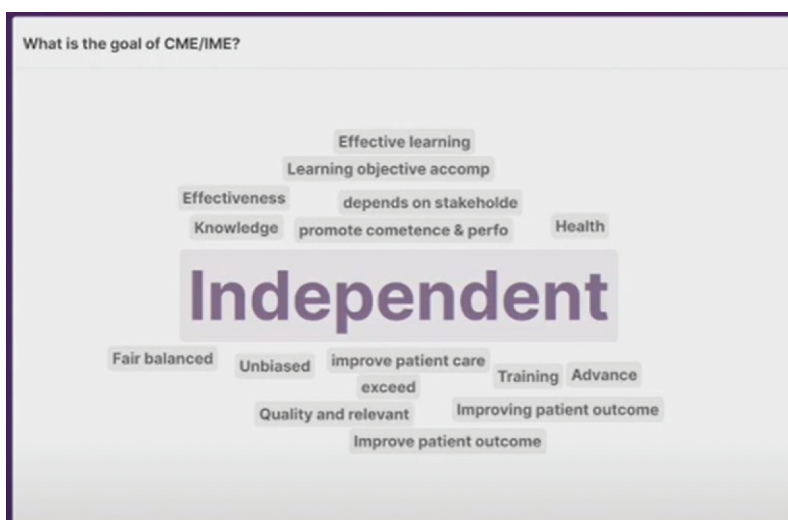 What is the goal of CME/IME?
Effective learning
Learning objective accomp
Effectiveness
depends on stakeholde
Knowledge
promote cometence & perfo
Health
Independent
Fair balanced
Unbiased
improve patient care
Training
Advance
exceed
Quality and relevant
Improving patient outcome
Improve patient outcome